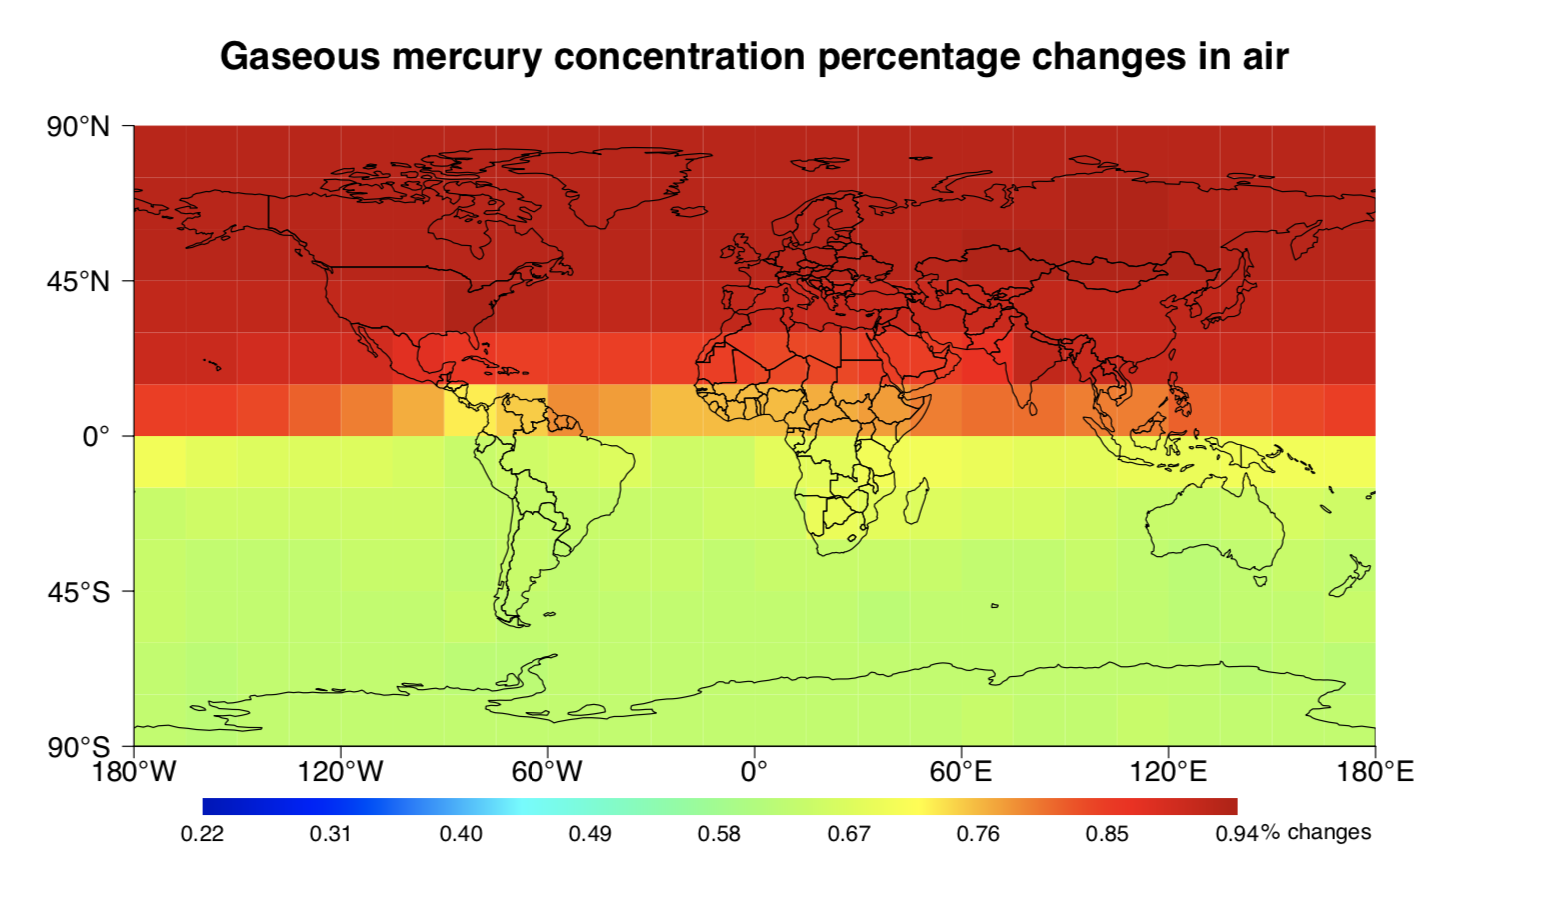 Gaseous mercury concentration percentage changes in air
90°N
45°N
0°
45°S
90°S
180°W 120°W 60°W 0° 60°E 120°E 180°E
0.22 0.31 0.40 0.49 0.58 0.67 0.76 0.85 0.94% changes